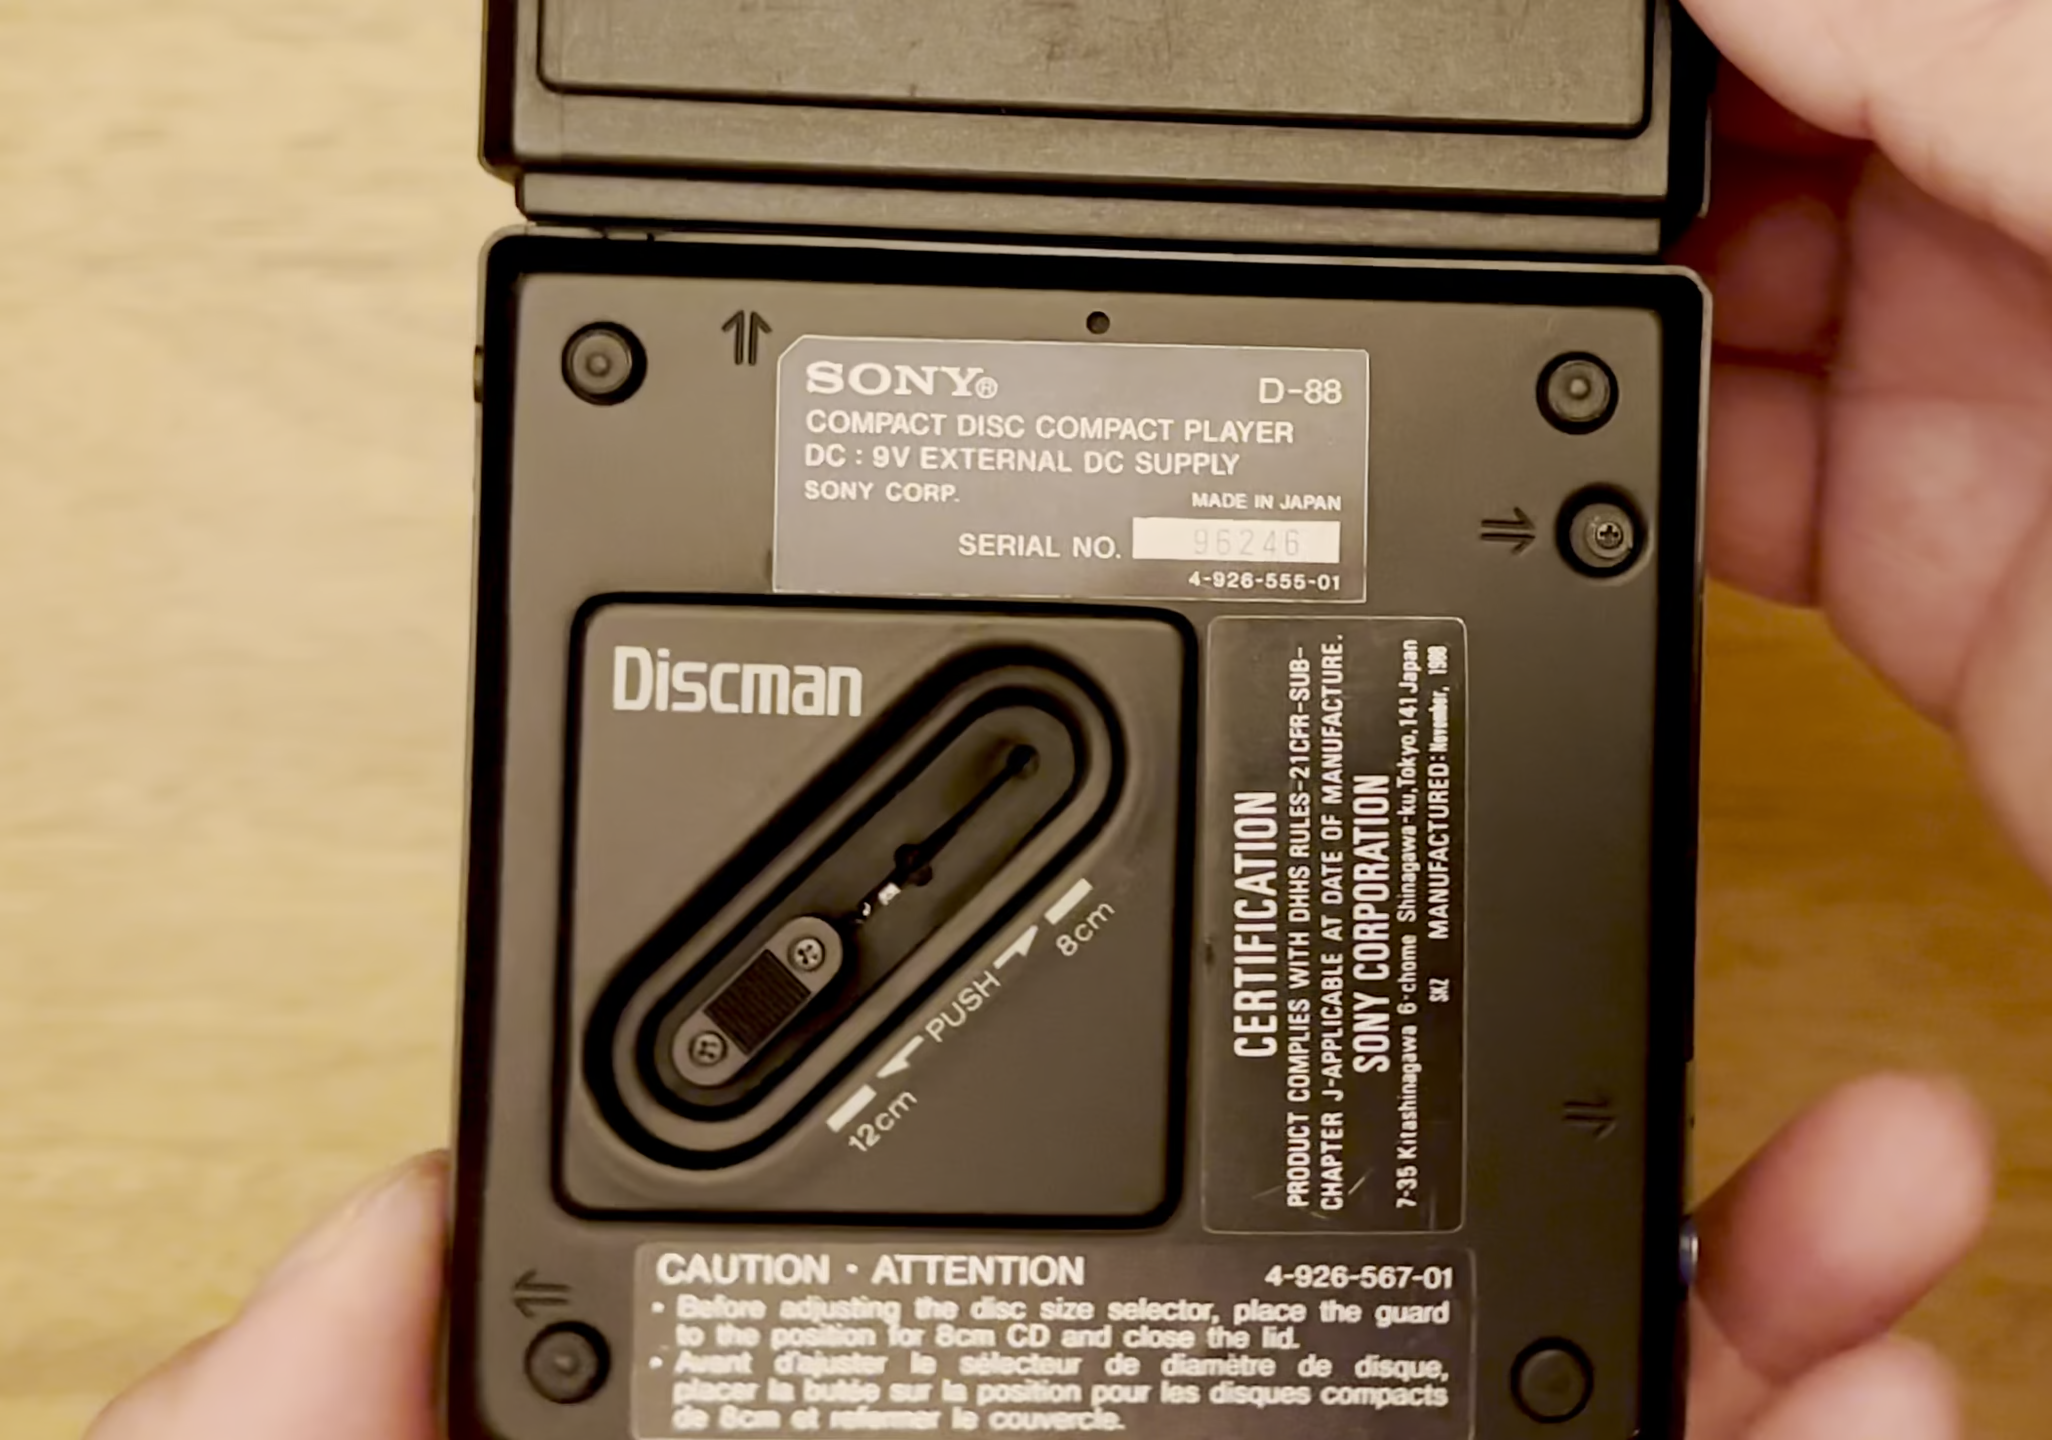 SONY®
D-88
COMPACT DISC COMPACT PLAYER
DC : 9V EXTERNAL DC SUPPLY
SONY CORP.
MADE IN JAPAN
SERIAL NO. 96246
4-926-555-01
Discman
8cm
PUSH
12cm
CERTIFICATION
PRODUCT COMPLIES WITH DHHS RULES-21CFR-SUB-
CHAPTER J-APPLICABLE AT DATE OF MANUFACTURE.
SONY CORPORATION
7-35 Kitashinagawa 6-chome Shinagawa-ku,Tokyo,141 Japan
MANUFACTURED: November,
CAUTION · ATTENTION
4-926-567-01
• Before adjusting the disc size selector, place the guard
to the position for 8cm CD and close the lid.
• Avant d'ajuster le sélecteur de diamètre de disque,
placer la butée sur la position pour les disques compacts
de 8cm et refermer le couvercle.